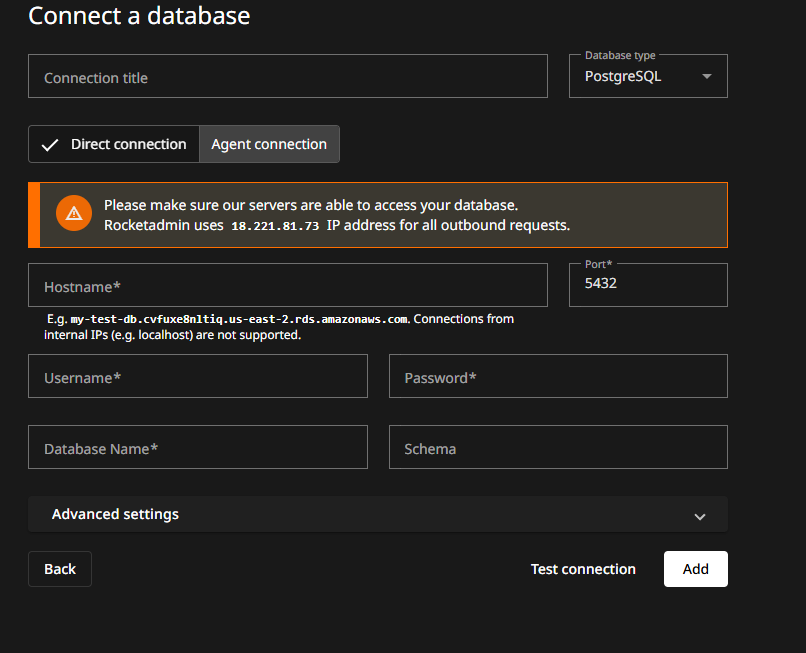 Connect a database
Connection title
Database type
PostgreSQL
Direct connection
Agent connection
Please make sure our servers are able to access your database.
Rocketadmin uses 18.221.81.73 IP address for all outbound requests.
Hostname*
Port*
5432
E.g. my-test-db.cvfuxe8nltiq.us-east-2.rds.amazonaws.com. Connections from
internal IPs (e.g. localhost) are not supported.
Username*
Password*
Database Name*
Schema
Advanced settings
Back
Test connection
Add